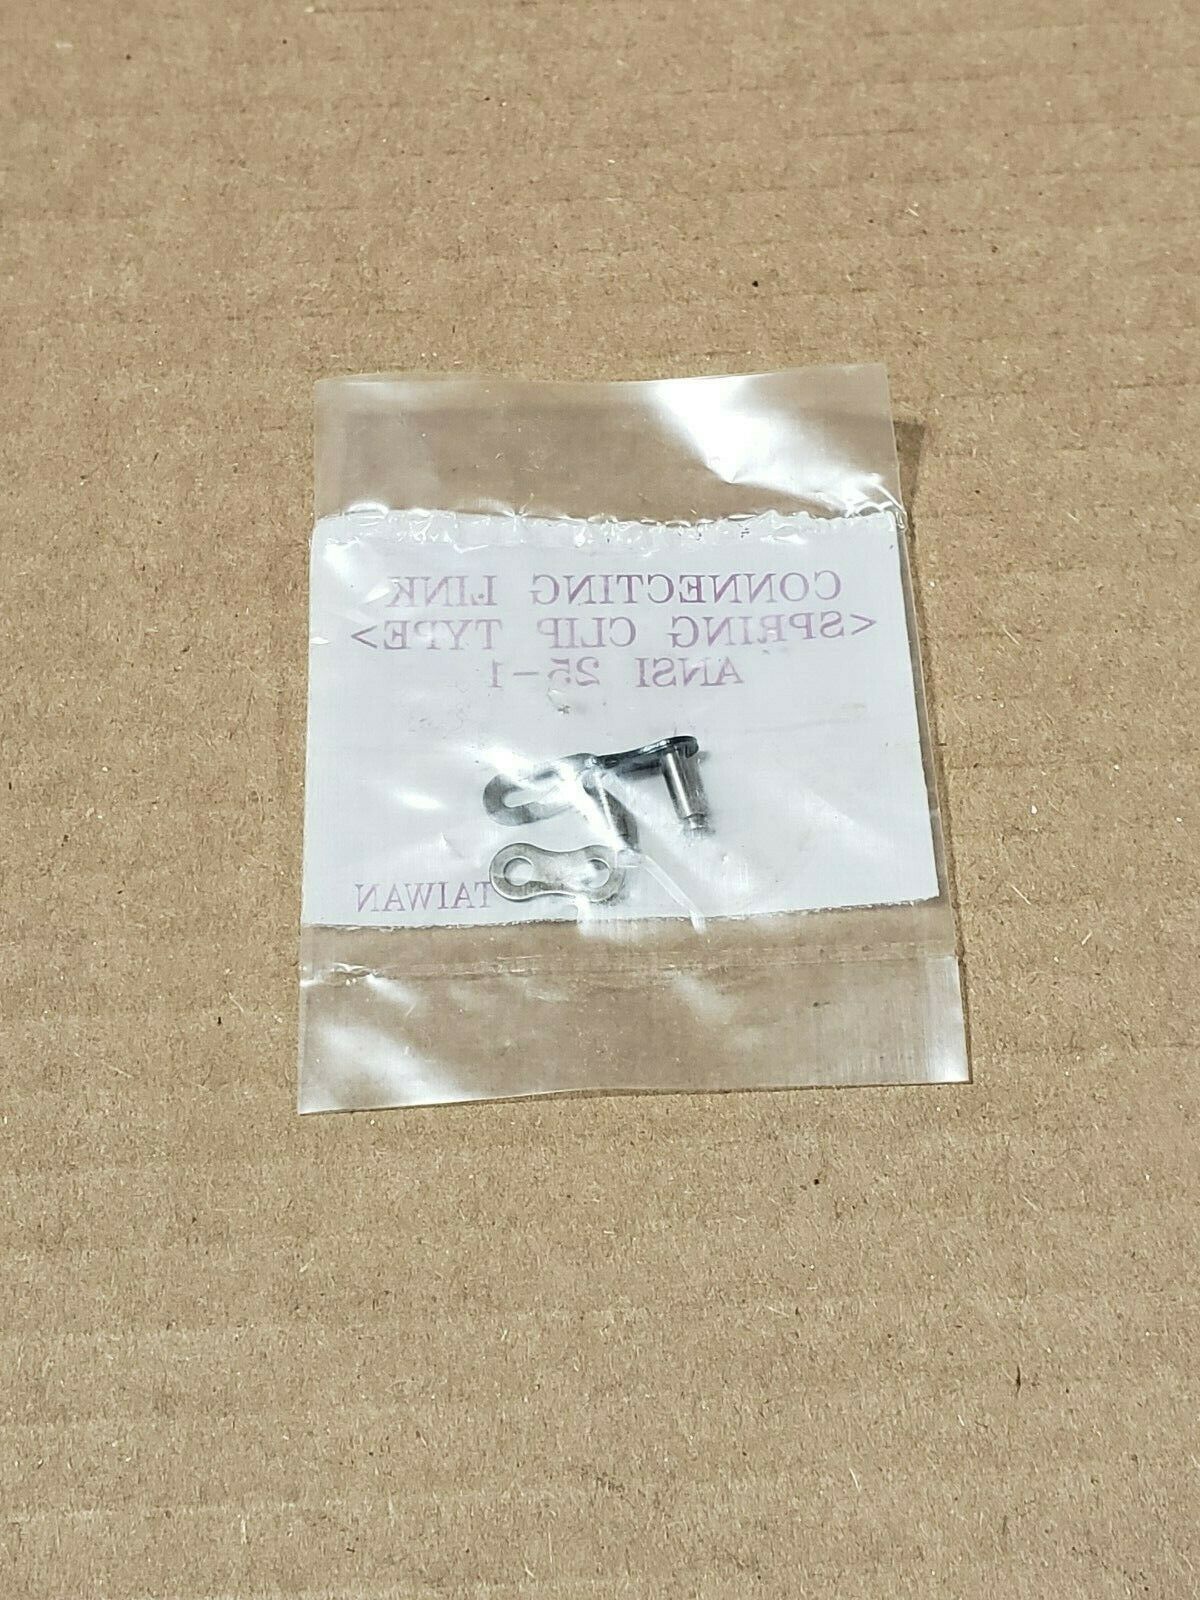 CONNECTING LINK
<SPRING CLIP TYPE>
ANSI 25-1
TAIWAN